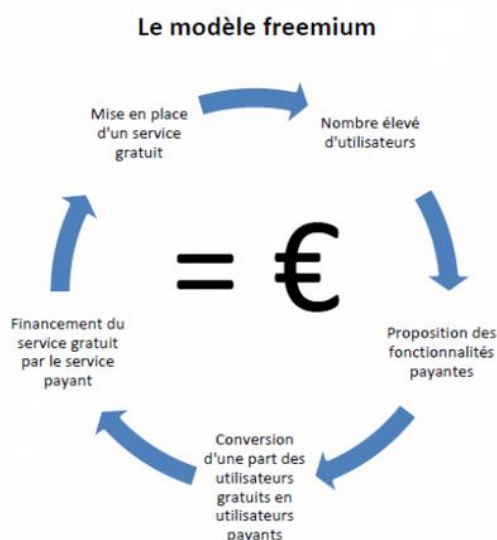 Le modèle freemium
Mise en place
d'un service
gratuit
Nombre élevé
d'utilisateurs
= €
Proposition des
fonctionnalités
payantes
Conversion
d'une part des
utilisateurs
gratuits en
utilisateurs
payants
Financement du
service gratuit
par le service
payant